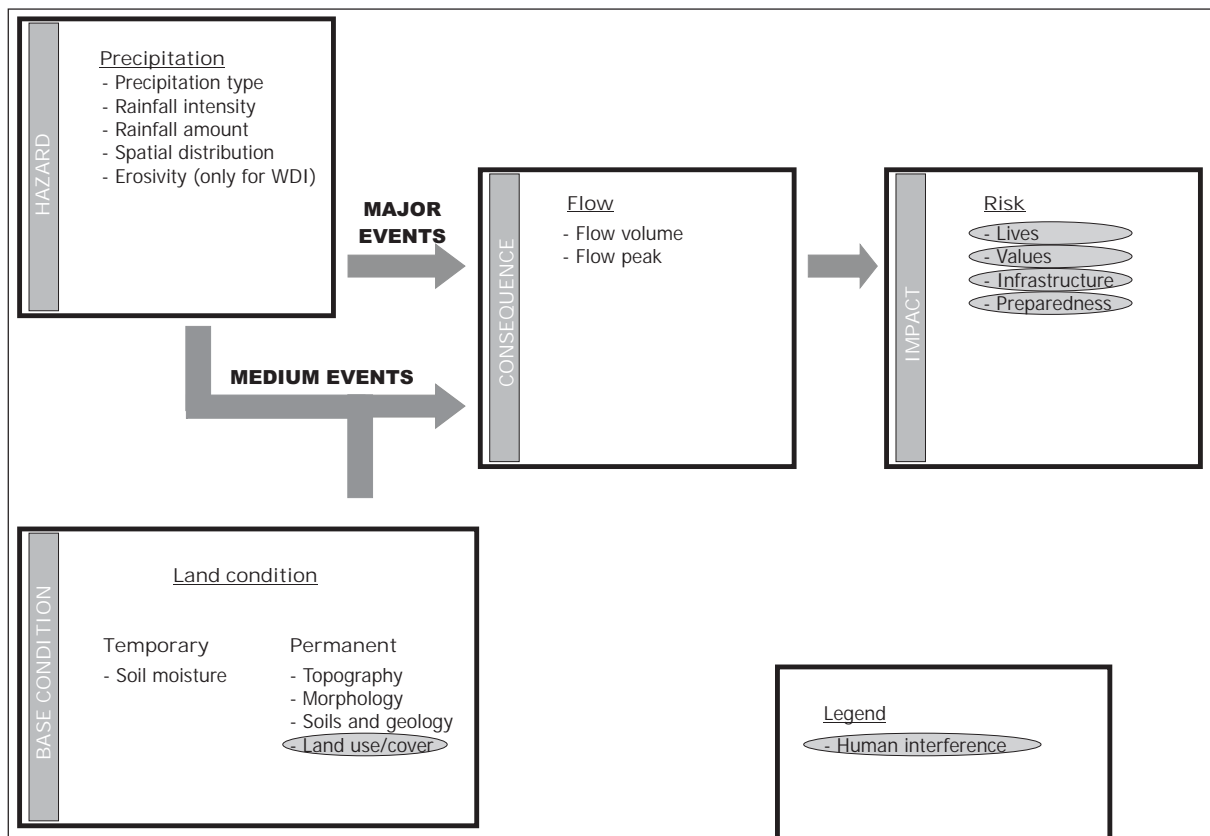 HAZARD
Precipitation
- Precipitation type
- Rainfall intensity
- Rainfall amount
- Spatial distribution
- Erosivity (only for WDI)
MAJOR
EVENTS
MEDIUM EVENTS
CONSEQUENCE
Flow
- Flow volume
- Flow peak
IMPACT
Risk
- Lives
- Values
- Infrastructure
- Preparedness
BASE CONDITION
Land condition
Temporary
- Soil moisture
Permanent
- Topography
- Morphology
- Soils and geology
- Land use/cover
Legend
- Human interference